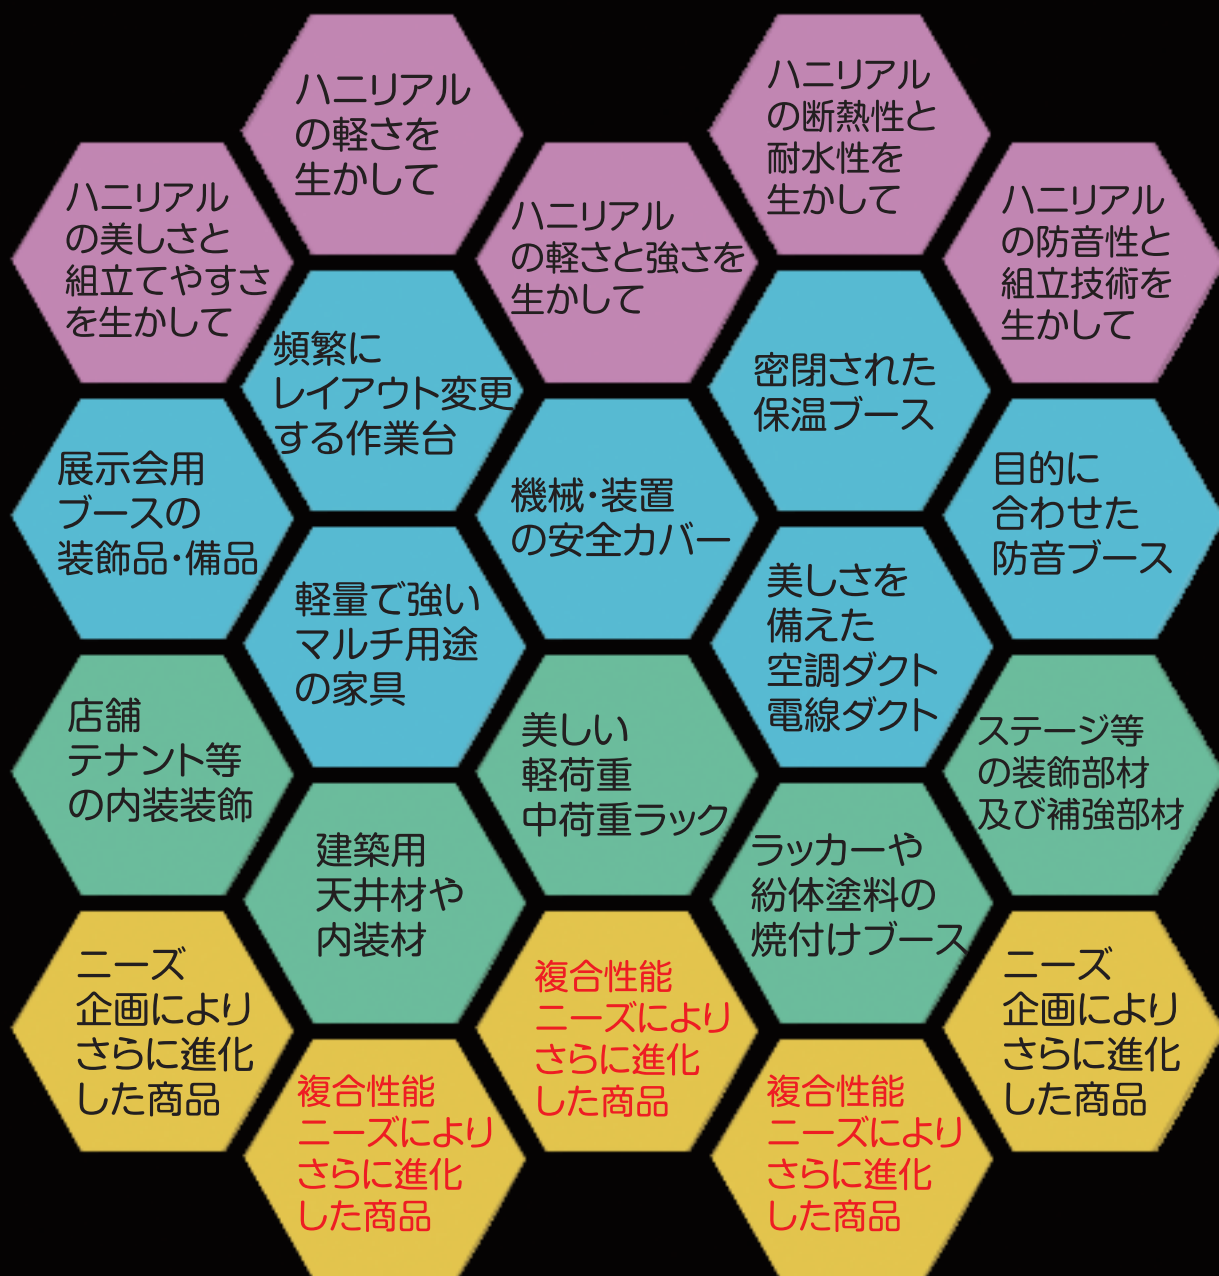 ハニリアル
の軽さを
生かして
ハニリアル
の断熱性と
耐水性を
生かして
ハニリアル
の美しさと
組立てやすさ
を生かして
ハニリアル
の軽さと強さを
生かして
ハニリアル
の防音性と
組立技術を
生かして
頻繁に
レイアウト変更
する作業台
密閉された
保温ブース
展示会用
ブースの
装飾品・備品
機械・装置
の安全カバー
目的に
合わせた
防音ブース
軽量で強い
マルチ用途
の家具
美しさを
備えた
空調ダクト
電線ダクト
店舗
テナント等
の内装装飾
美しい
軽荷重
中荷重ラック
ステージ等
の装飾部材
及び補強部材
建築用
天井材や
内装材
ラッカーや
紛体塗料の
焼付けブース
ニーズ
企画により
さらに進化
した商品
複合性能
ニーズにより
さらに進化
した商品
ニーズ
企画により
さらに進化
した商品
複合性能
ニーズにより
さらに進化
した商品
複合性能
ニーズにより
さらに進化
した商品